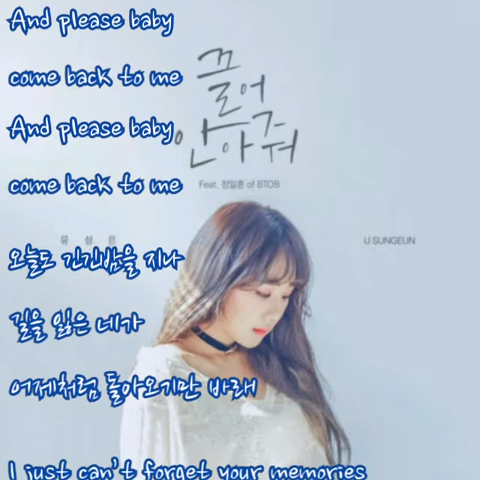 And please baby
come back to me
And please baby
come back to me
끌어
안아줘
Feat. 정일훈 of BTOB
유 성 은
U SUNGEUN
오늘도 긴긴밤을 지나
길을 잃은 네가
어제처럼 돌아오기만 바래
I just can't forget your memories